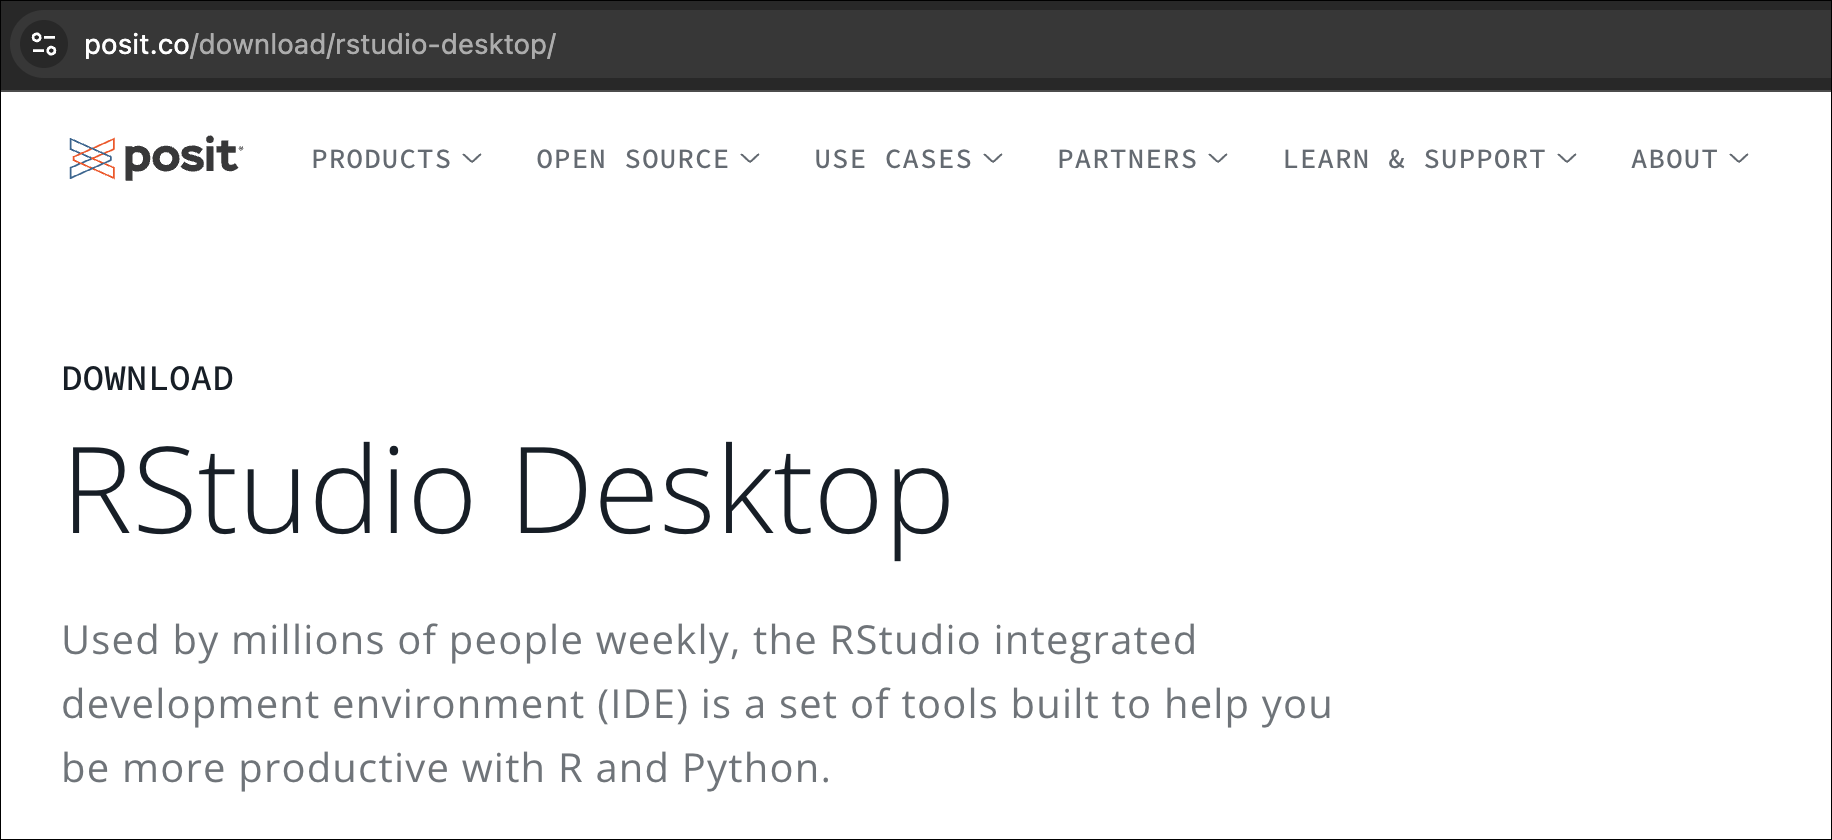 posit.co/download/rstudio-desktop/
posit
PRODUCTS OPEN SOURCE USE CASES PARTNERS LEARN & SUPPORT ABOUT
DOWNLOAD
RStudio Desktop
Used by millions of people weekly, the RStudio integrated
development environment (IDE) is a set of tools built to help you
be more productive with R and Python.